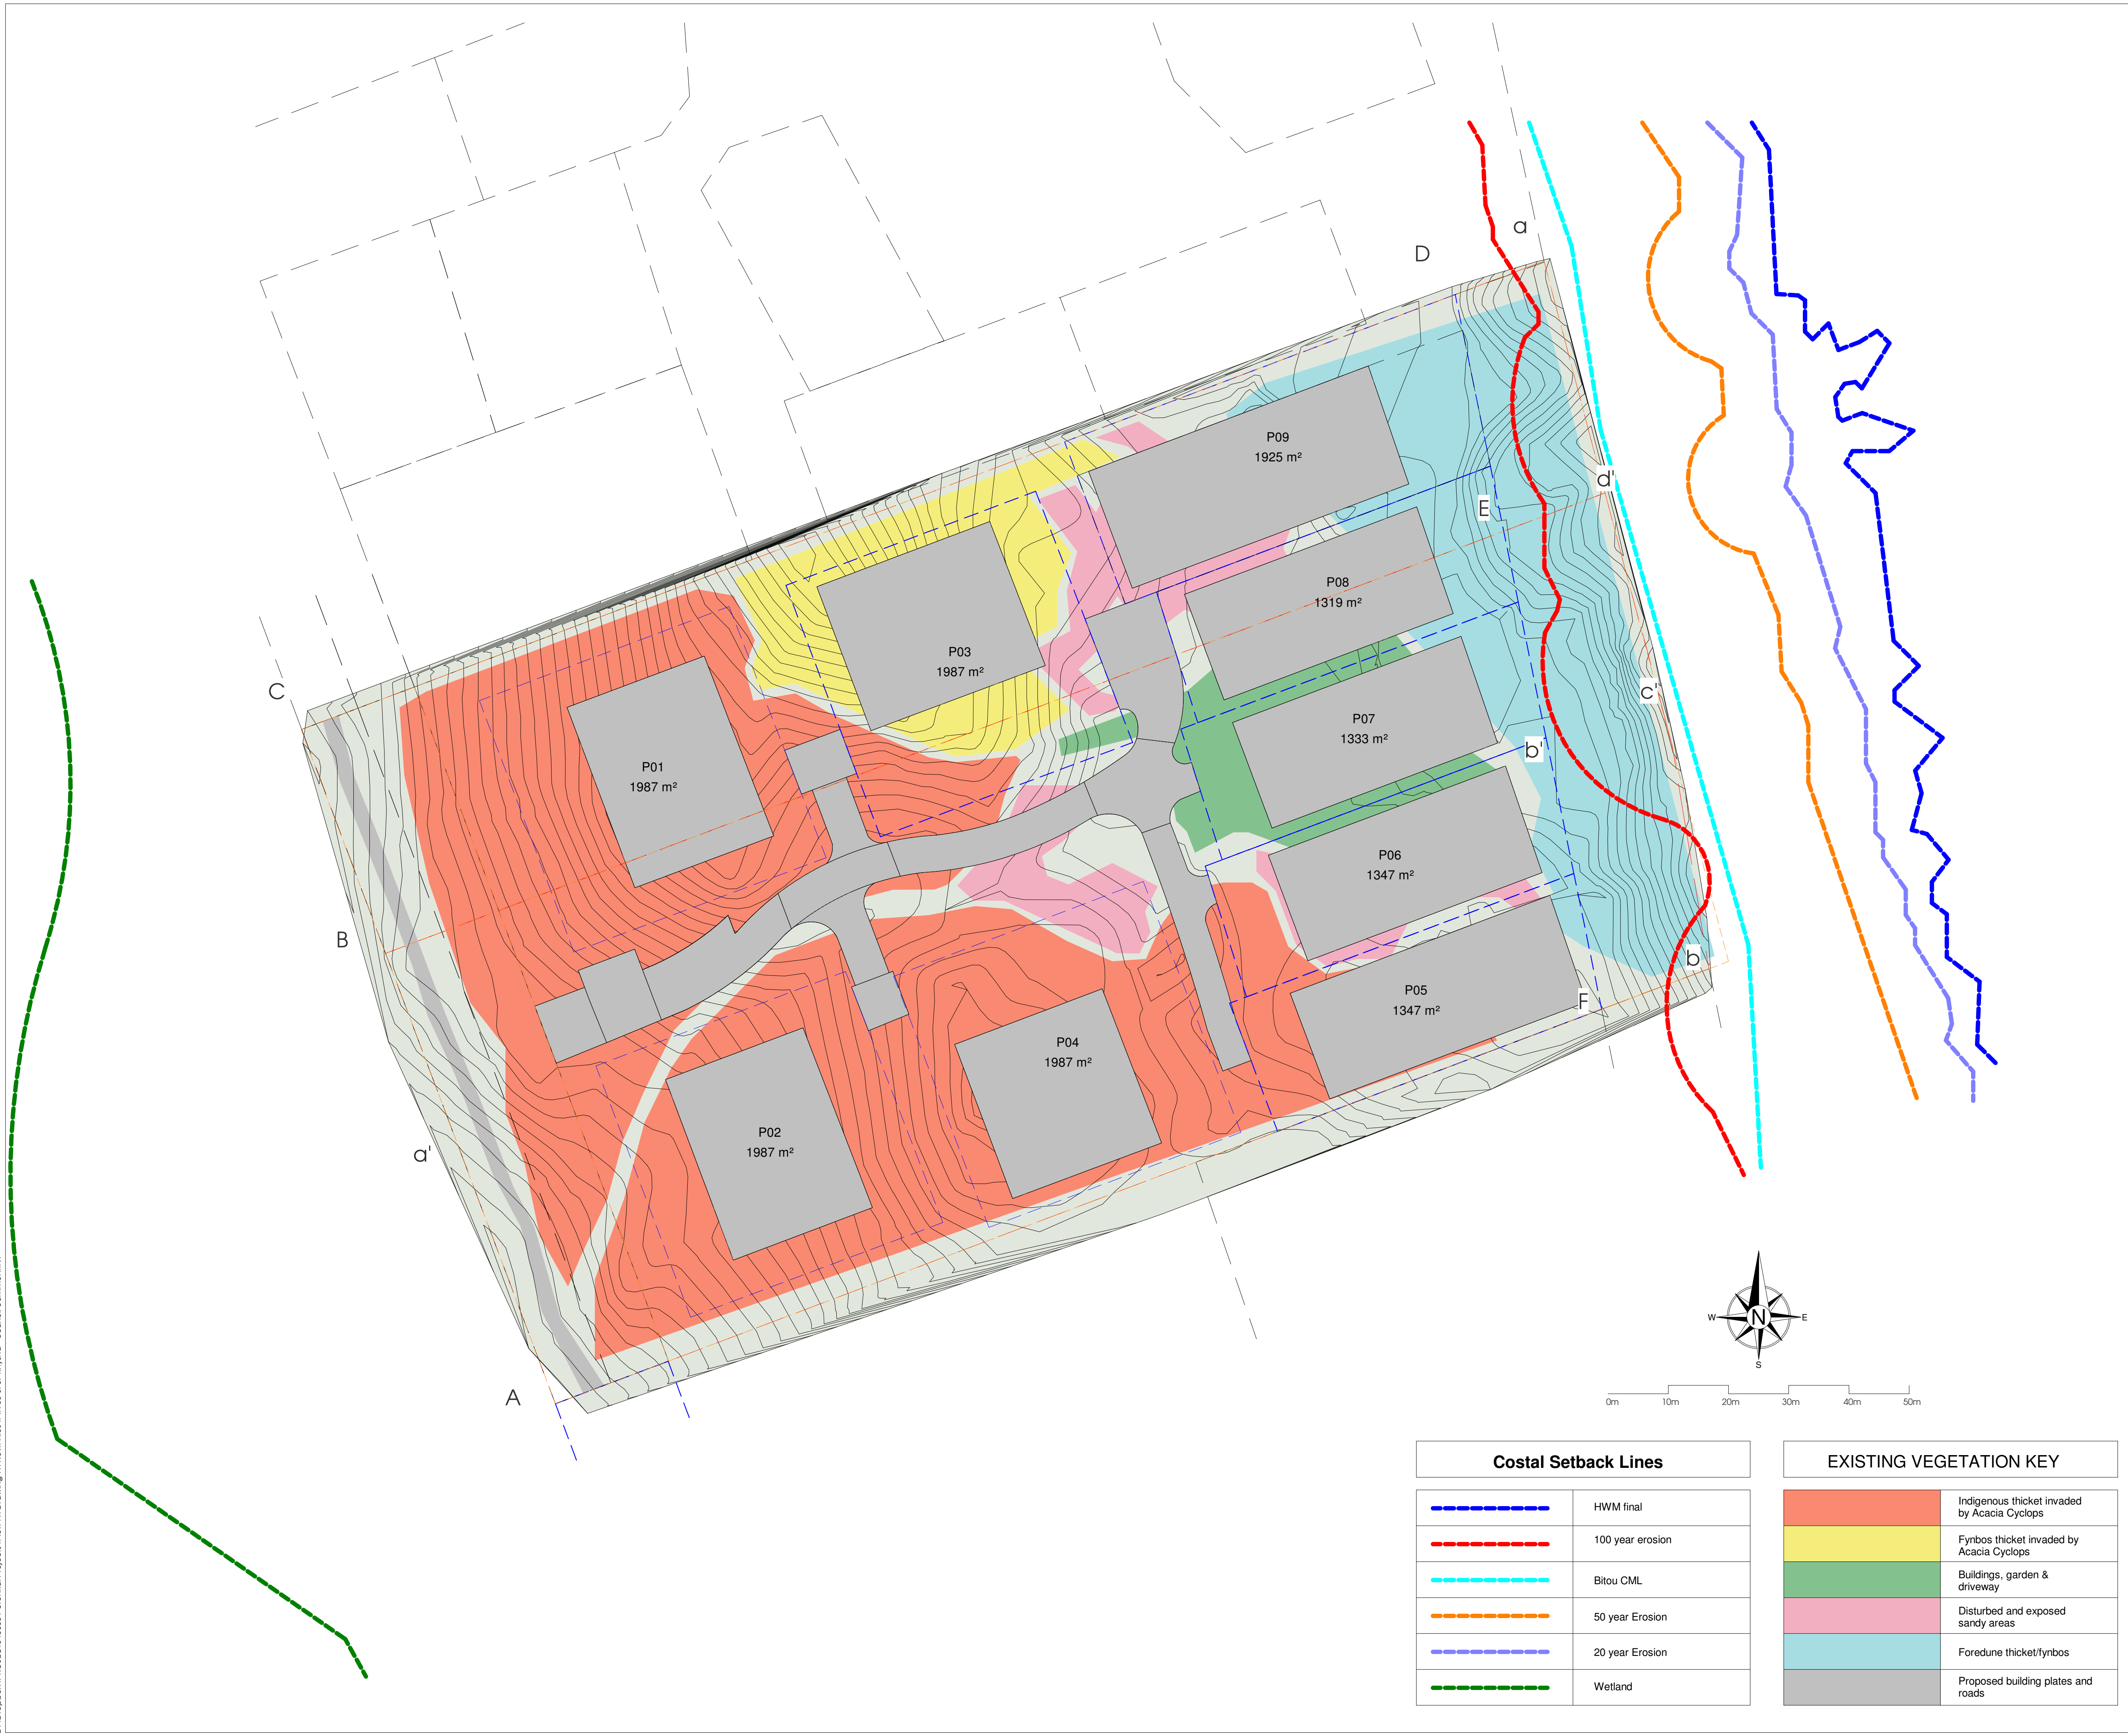 a
D
P09
1925 m²
d'
E
P08
1319 m²
P03
1987 m²
C
c'
P07
1333 m²
b'
P01
1987 m²
P06
1347 m²
B
b
P05
1347 m²
F
P04
1987 m²
a'
P02
1987 m²
A
N
W
E
S
0m
10m
20m
30m
40m
50m
Costal Setback Lines
HWM final
100 year erosion
Bitou CML
50 year Erosion
20 year Erosion
Wetland
EXISTING VEGETATION KEY
Indigenous thicket invaded
by Acacia Cyclops
Fynbos thicket invaded by
Acacia Cyclops
Buildings, garden &
driveway
Disturbed and exposed
sandy areas
Foredune thicket/fynbos
Proposed building plates and
roads